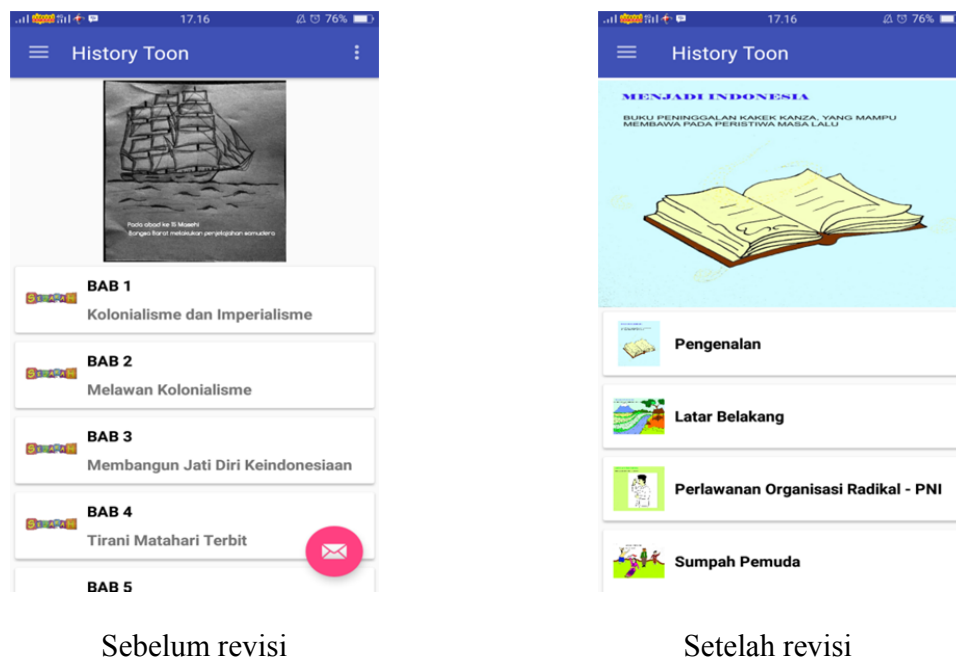 17.16
76%
History Toon
Pada abad ke 15 Masehi
Bangsa Barat melakukan penjelajahan samudera
BAB 1
Kolonialisme dan Imperialisme
BAB 2
Melawan Kolonialisme
BAB 3
Membangun Jati Diri Keindonesiaan
BAB 4
Tirani Matahari Terbit
BAB 5
Sebelum revisi
17.16
76%
History Toon
MENJADI INDONESIA
BUKU PENINGGALAN KAKEK KANZA, YANG MAMPU
MEMBAWA PADA PERISTIWA MASA LALU
Pengenalan
Latar Belakang
Perlawanan Organisasi Radikal - PNI
Sumpah Pemuda
Setelah revisi